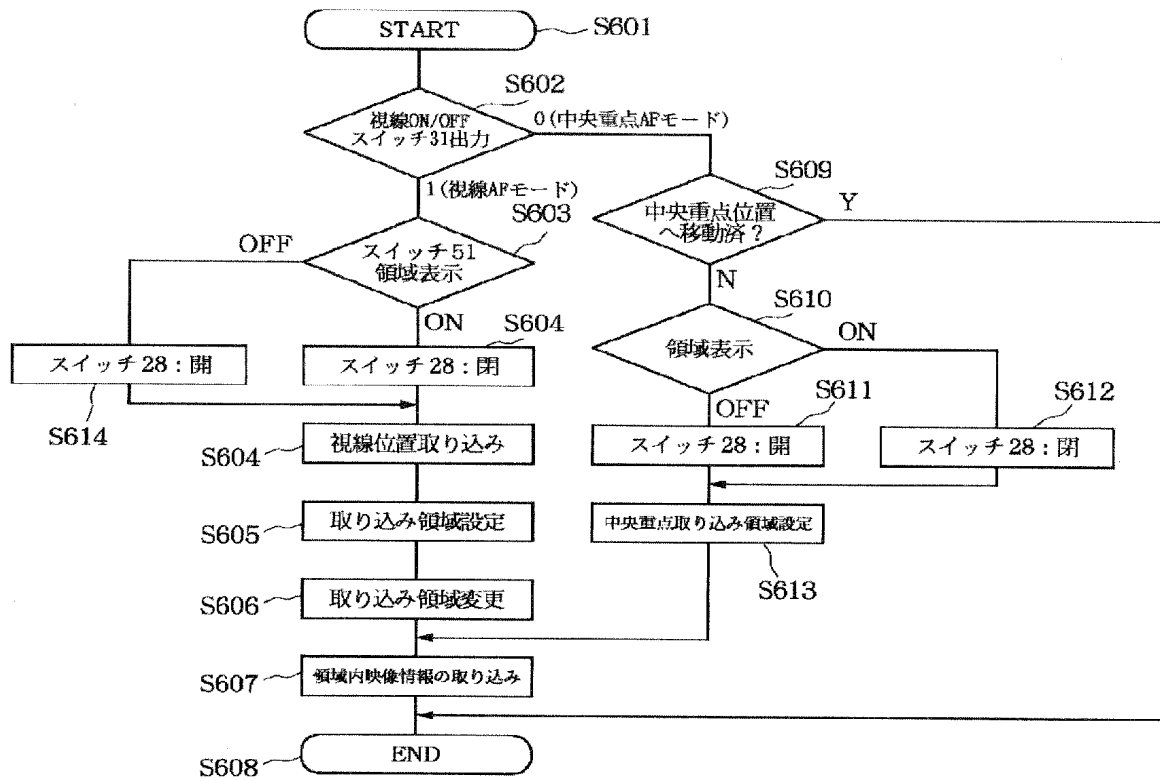 START
S601
S602
視線ON/OFF
スイッチ31出力
0(中央重点AFモード)
1(視線AFモード)
S603
スイッチ51
領域表示
OFF
ON
S604
スイッチ28:開
スイッチ28:閉
S614
視線位置取り込み
S604
取り込み領域設定
S605
取り込み領域変更
S606
領域内映像情報の取り込み
S607
END
S608
S609
中央重点位置
へ移動済?
Y
N
S610
領域表示
ON
OFF
S611
S612
スイッチ28:開
スイッチ28:閉
中央重点取り込み領域設定
S613